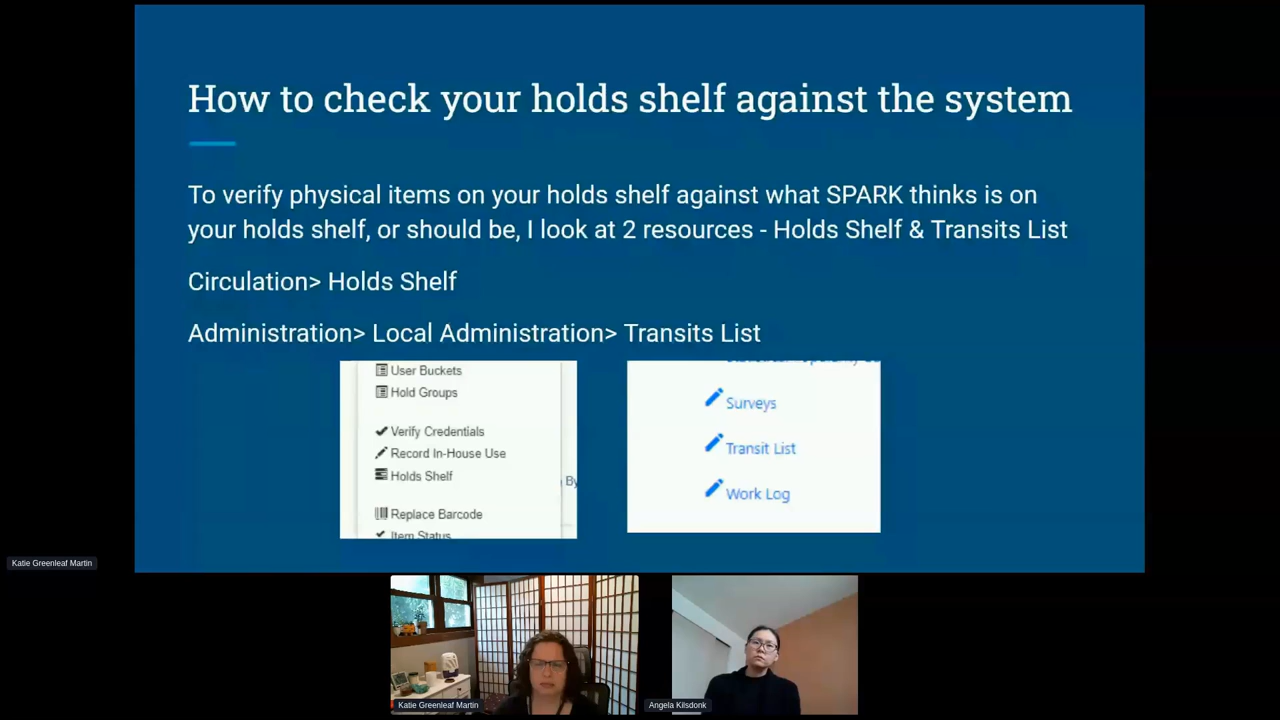 How to check your holds shelf against the system
To verify physical items on your holds shelf against what SPARK thinks is on
your holds shelf, or should be, I look at 2 resources - Holds Shelf & Transits List
Circulation> Holds Shelf
Administration> Local Administration> Transits List
User Buckets
Hold Groups
Verify Credentials
Record In-House Use
Holds Shelf
By
Replace Barcode
Item Status
Surveys
Transit List
Work Log
Katie Greenleaf Martin
Katie Greenleaf Martin
Angela Kilsdonk